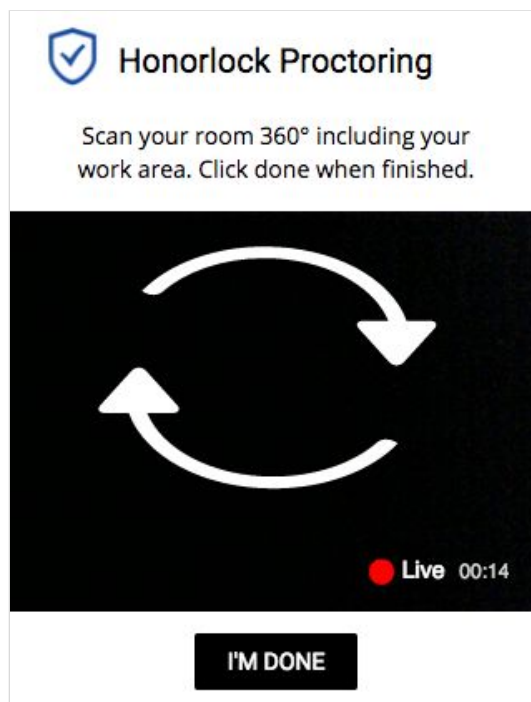 Honorlock Proctoring
Scan your room 360° including your
work area. Click done when finished.
Live 00:14
I'M DONE